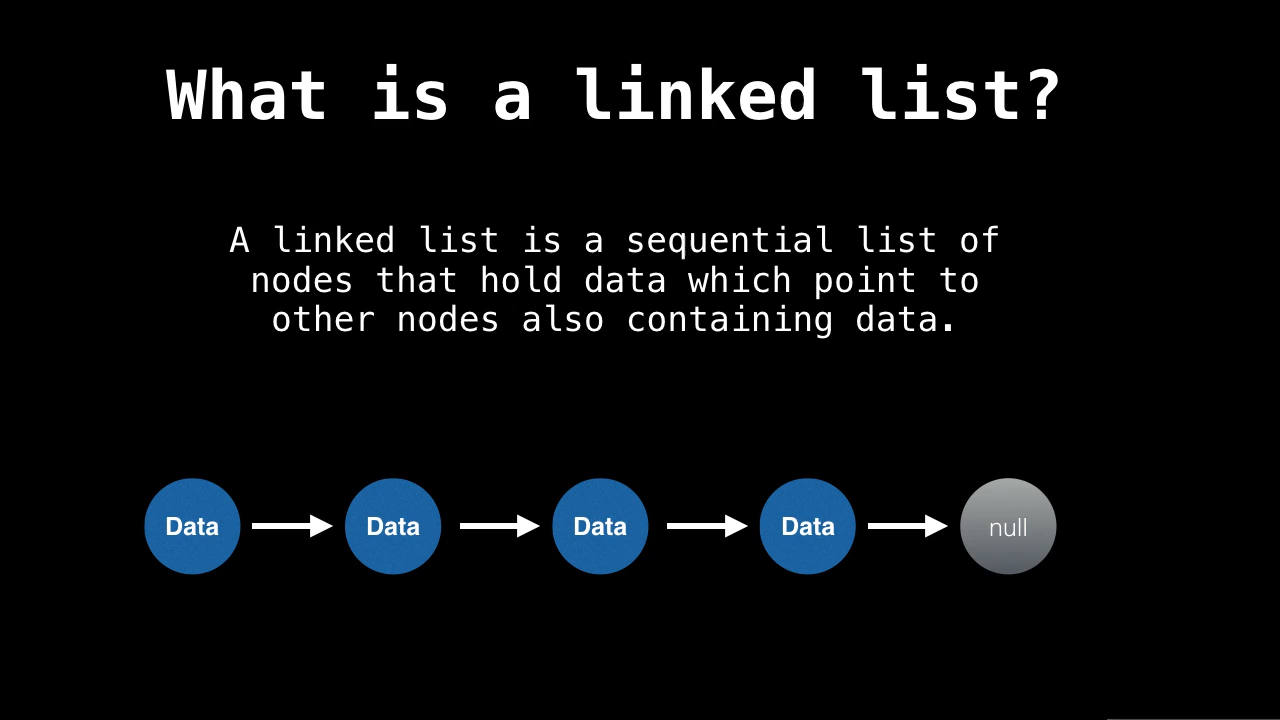 What is a linked list?
A linked list is a sequential list of
nodes that hold data which point to
other nodes also containing data.
Data Data Data Data null